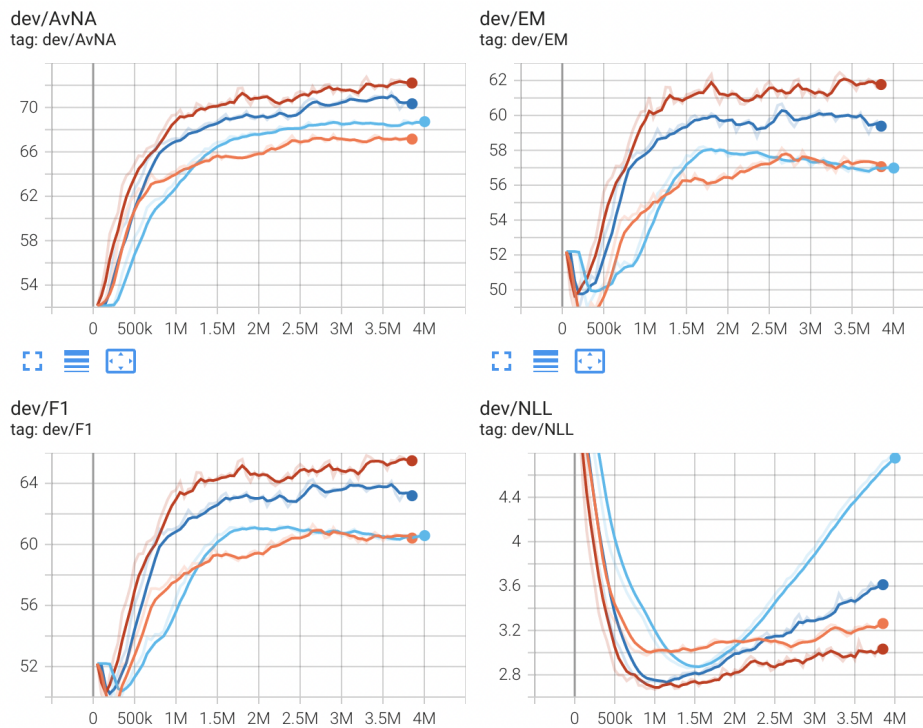 dev/AvNA
tag: dev/AvNA
70
66
62
58
54
0 500k 1M 1.5M 2M 2.5M 3M 3.5M 4M
dev/EM
tag: dev/EM
62
60
58
56
54
52
50
0 500k 1M 1.5M 2M 2.5M 3M 3.5M 4M
dev/F1
tag: dev/F1
64
60
56
52
0 500k 1M 1.5M 2M 2.5M 3M 3.5M 4M
dev/NLL
tag: dev/NLL
4.4
4
3.6
3.2
2.8
0 500k 1M 1.5M 2M 2.5M 3M 3.5M 4M